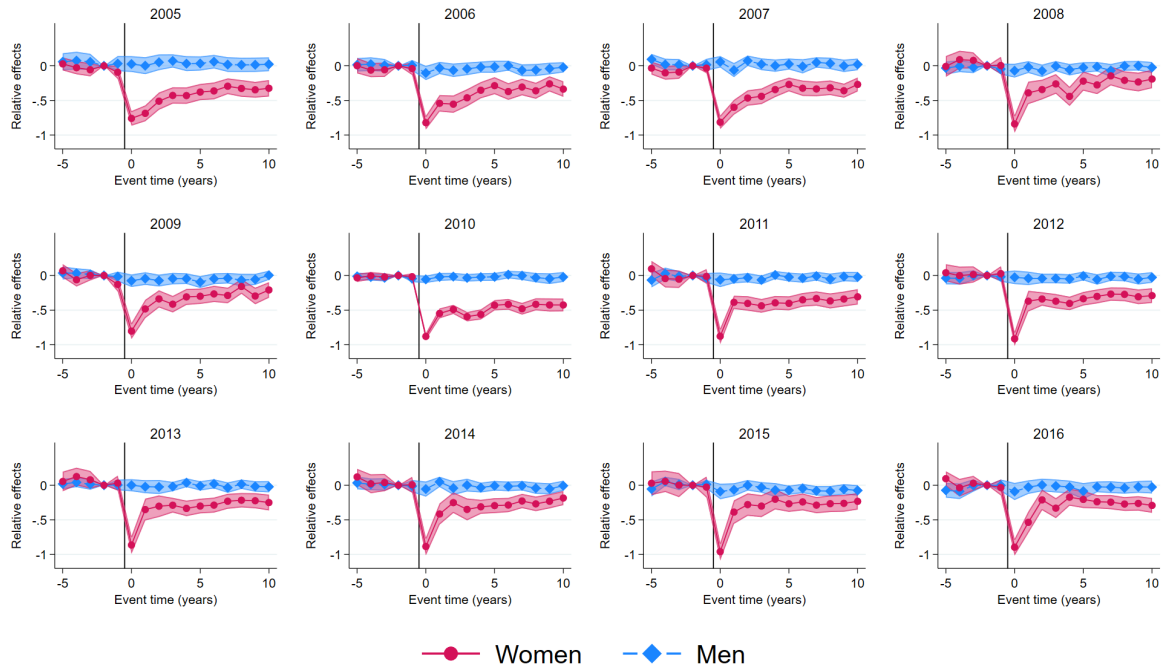 2005 2006 2007 2008
Relative effects Relative effects Relative effects Relative effects
0 0 0 0
-.5 -.5 -.5 -.5
-1 -1 -1 -1
-5 0 5 10 -5 0 5 10 -5 0 5 10 -5 0 5 10
Event time (years) Event time (years) Event time (years) Event time (years)
2009 2010 2011 2012
Relative effects Relative effects Relative effects Relative effects
0 0 0 0
-.5 -.5 -.5 -.5
-1 -1 -1 -1
-5 0 5 10 -5 0 5 10 -5 0 5 10 -5 0 5 10
Event time (years) Event time (years) Event time (years) Event time (years)
2013 2014 2015 2016
Relative effects Relative effects Relative effects Relative effects
0 0 0 0
-.5 -.5 -.5 -.5
-1 -1 -1 -1
-5 0 5 10 -5 0 5 10 -5 0 5 10 -5 0 5 10
Event time (years) Event time (years) Event time (years) Event time (years)
Women Men